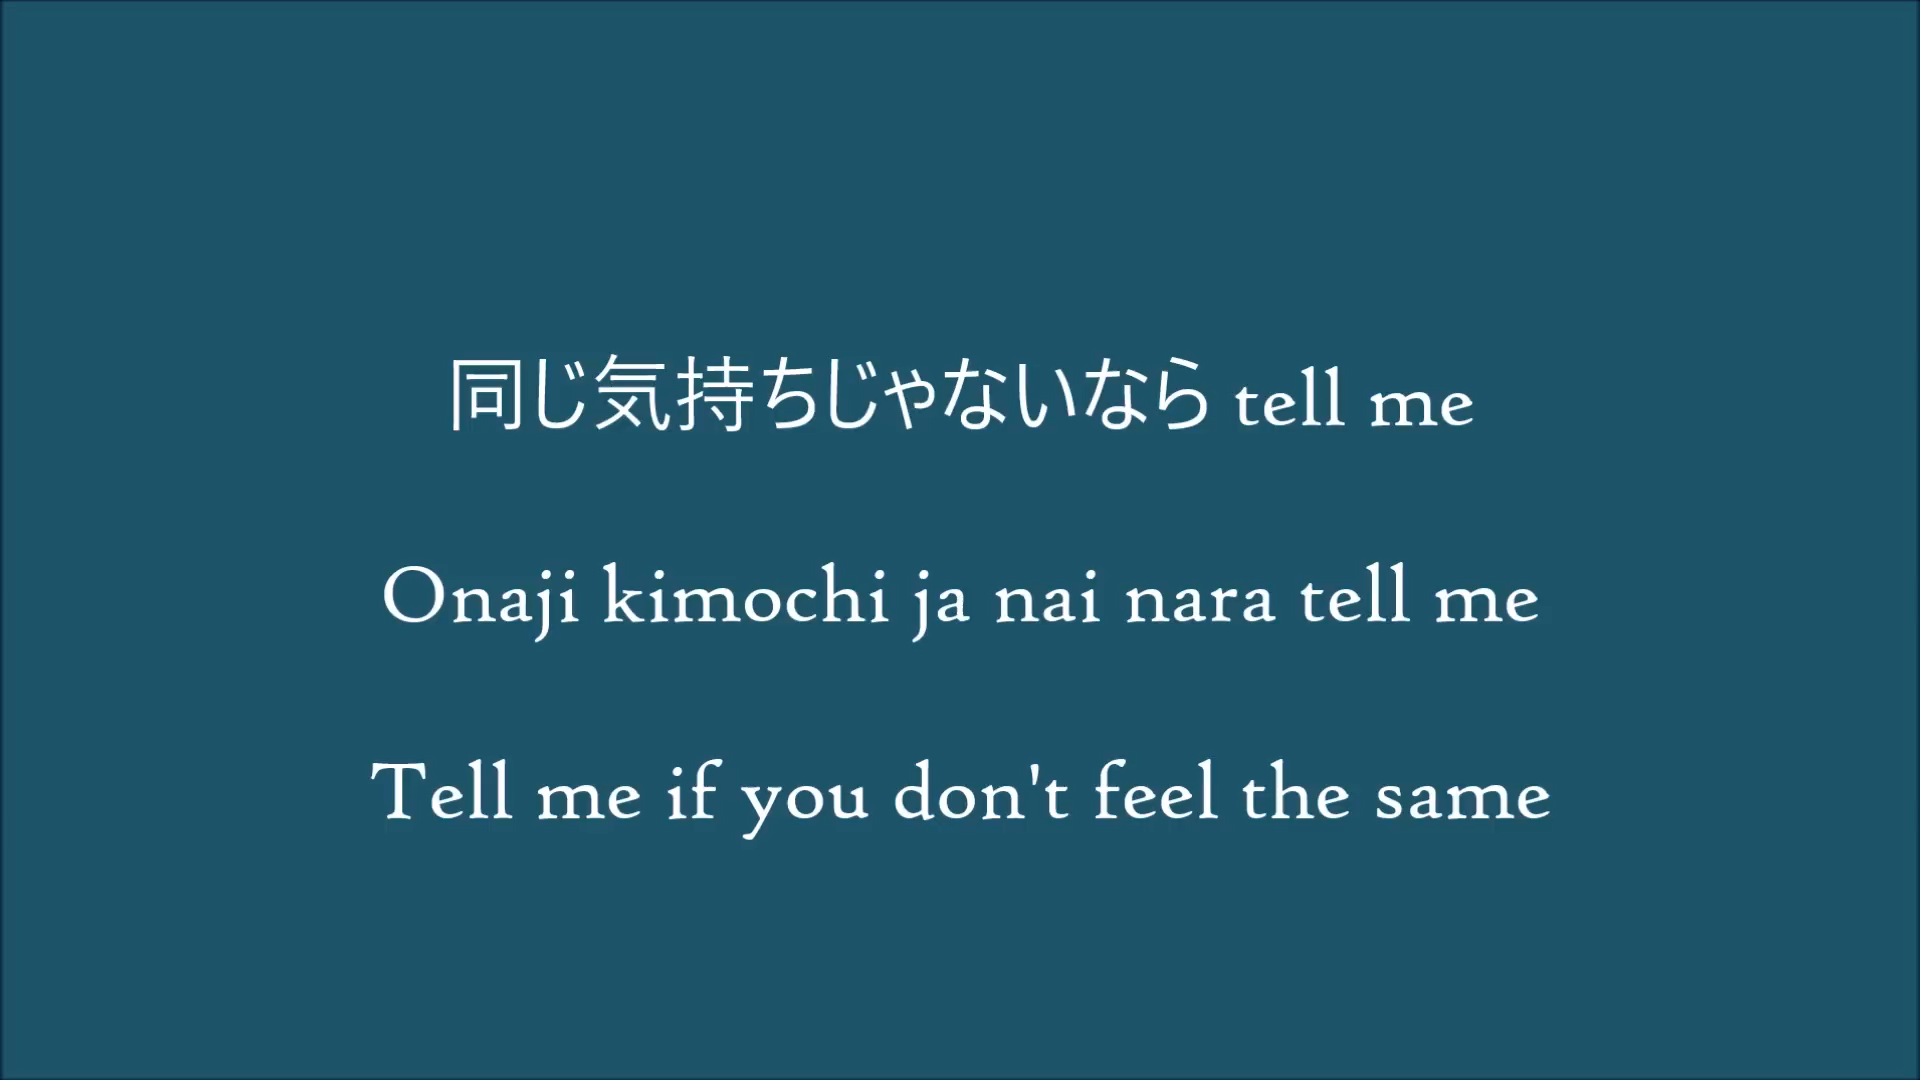 同じ気持ちじゃないなら tell me
Onaji kimochi ja nai nara tell me
Tell me if you don't feel the same